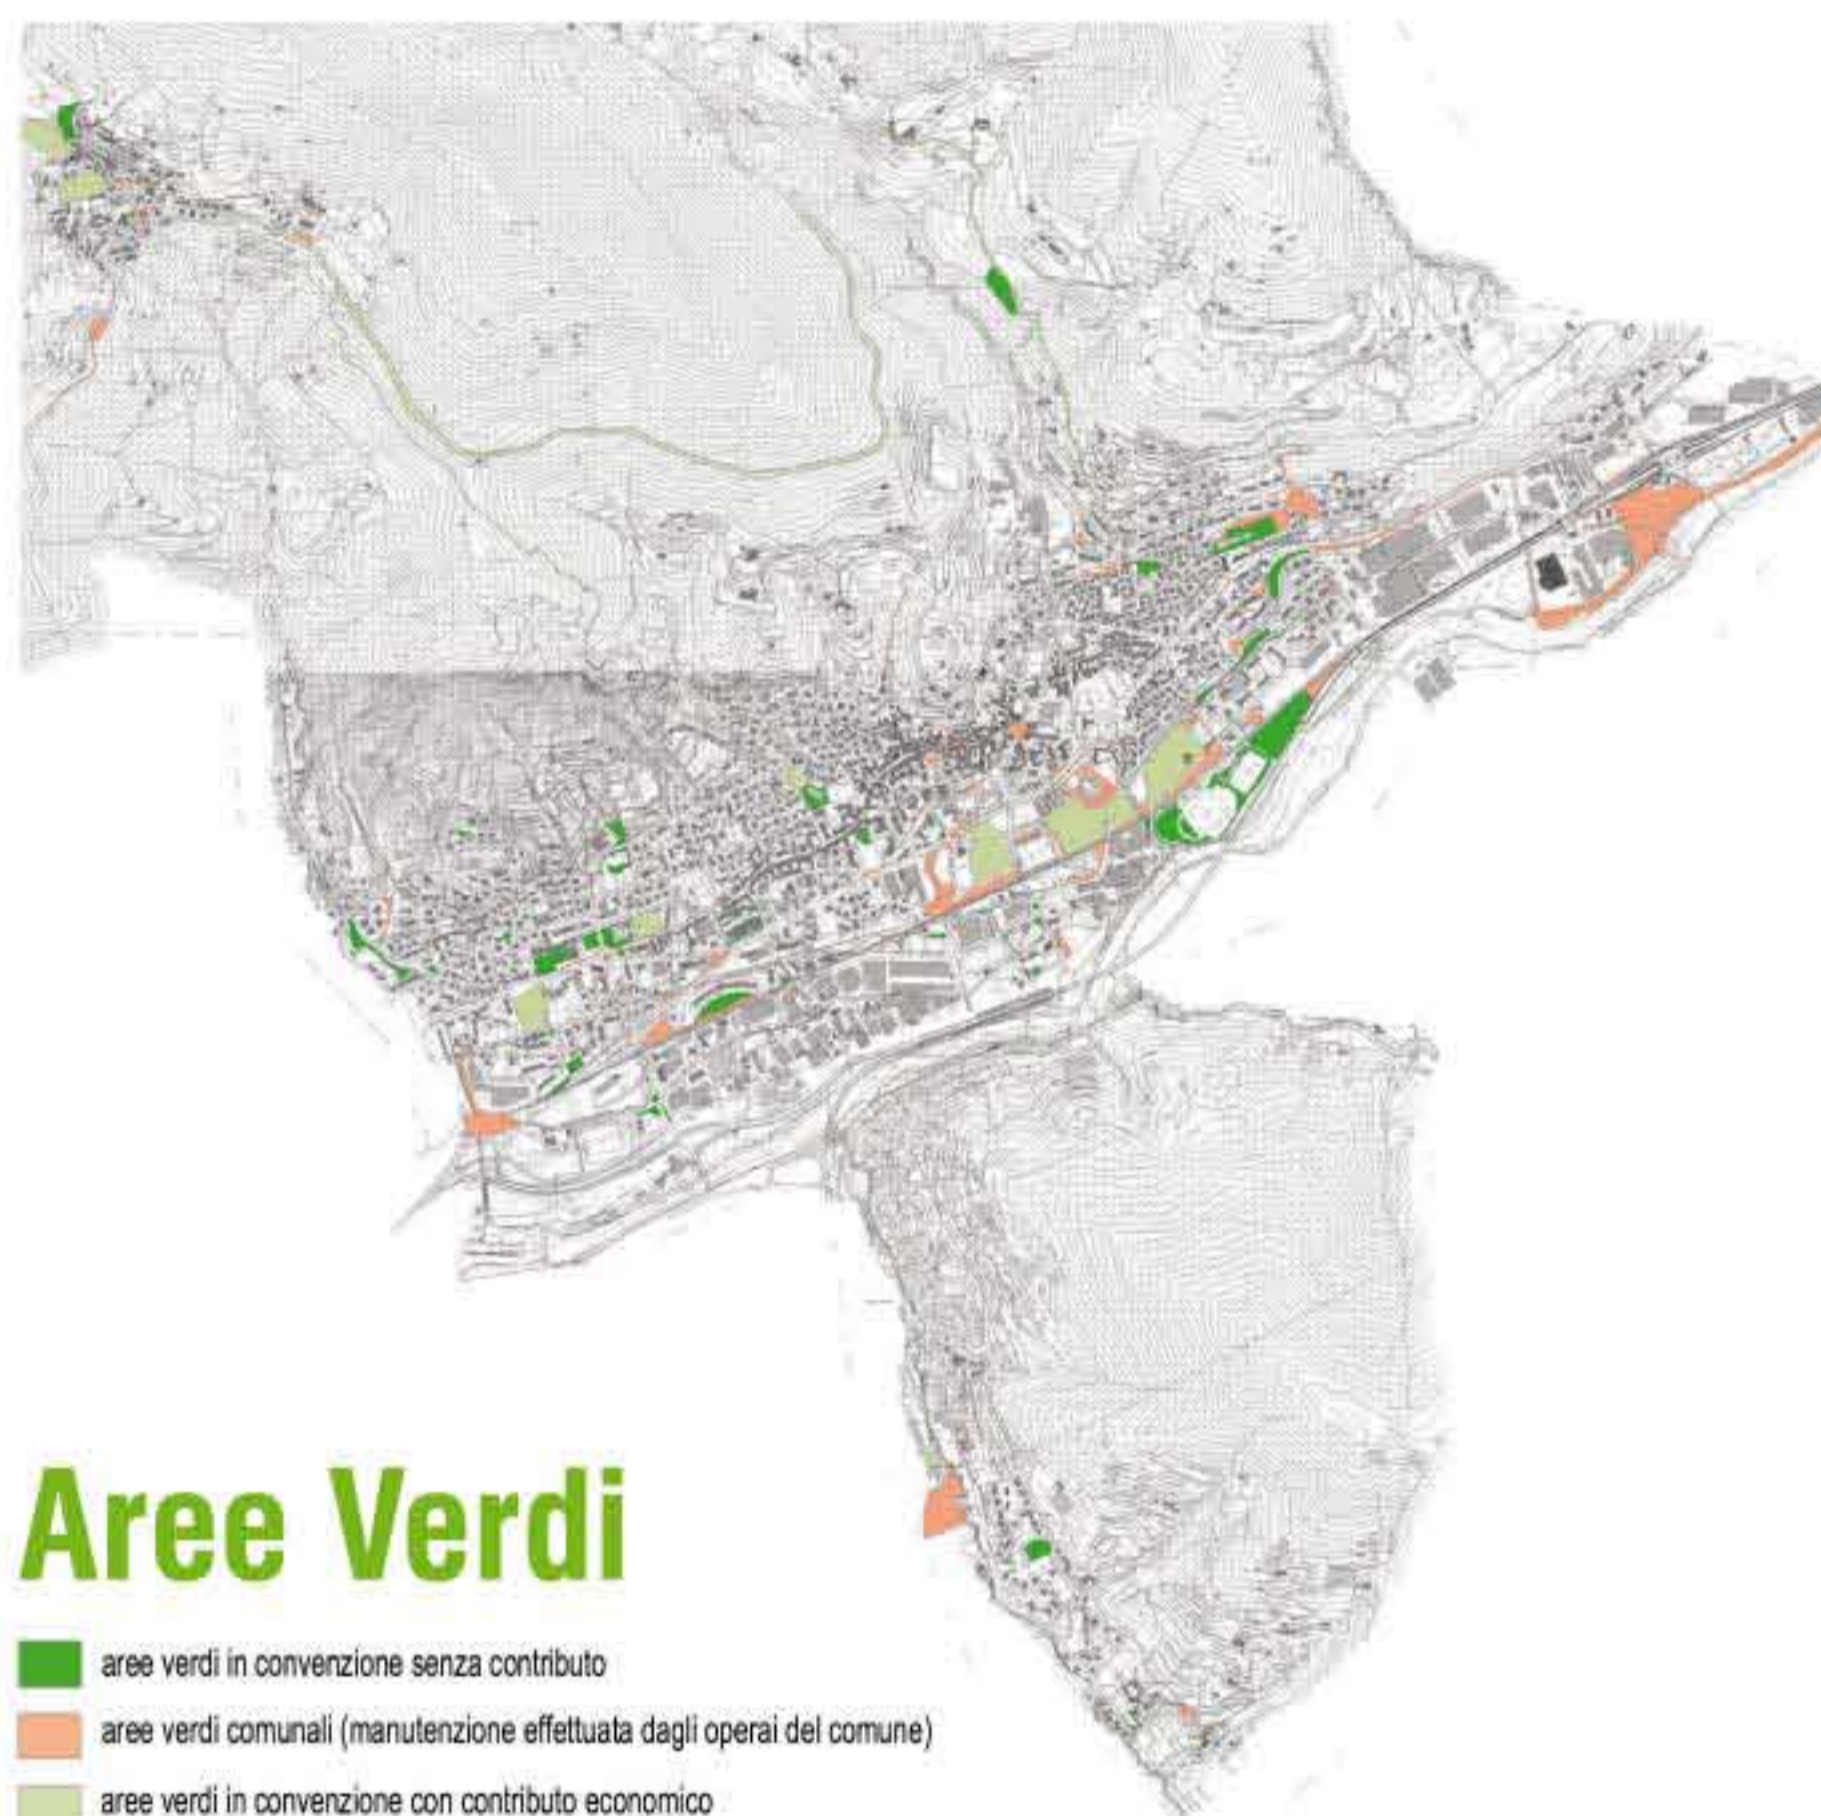 Aree Verdi
aree verdi in convenzione senza contributo
aree verdi comunali (manutenzione effettuata dagli operai del comune)
aree verdi in convenzione con contributo economico